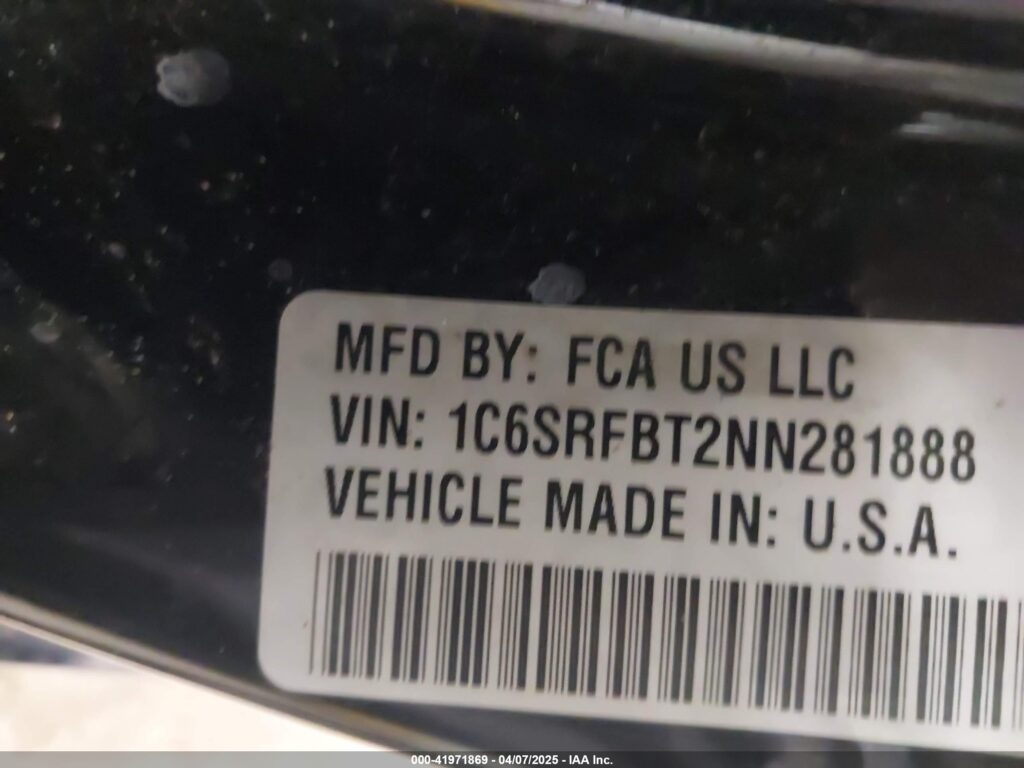 MFD BY: FCA US LLC
VIN: 1C6SRFBT2NN281888
VEHICLE MADE IN: U.S.A.
000-41971869 - 04/07/2025 - IAA Inc.